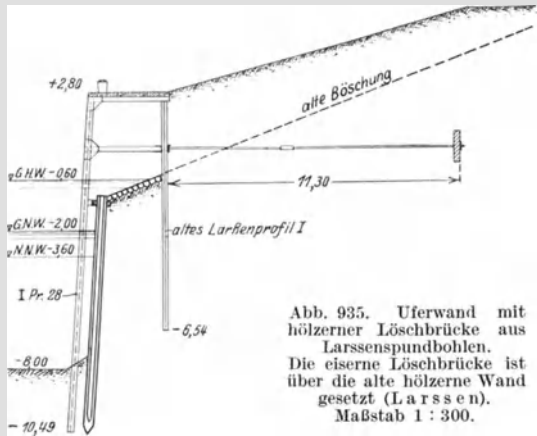 +2,80
alte Böschung
G.H.W.-0,60
11,30
G.N.W.-2,00
altes Larßenprofil I
N.N.W.-3,60
I Pr. 28
-6,54
-8,00
-10,49
Abb. 935. Uferwand mit
hölzerner Löschbrücke aus
Larssenspundbohlen.
Die eiserne Löschbrücke ist
über die alte hölzerne Wand
gesetzt (Larssen).
Maßstab 1 : 300.